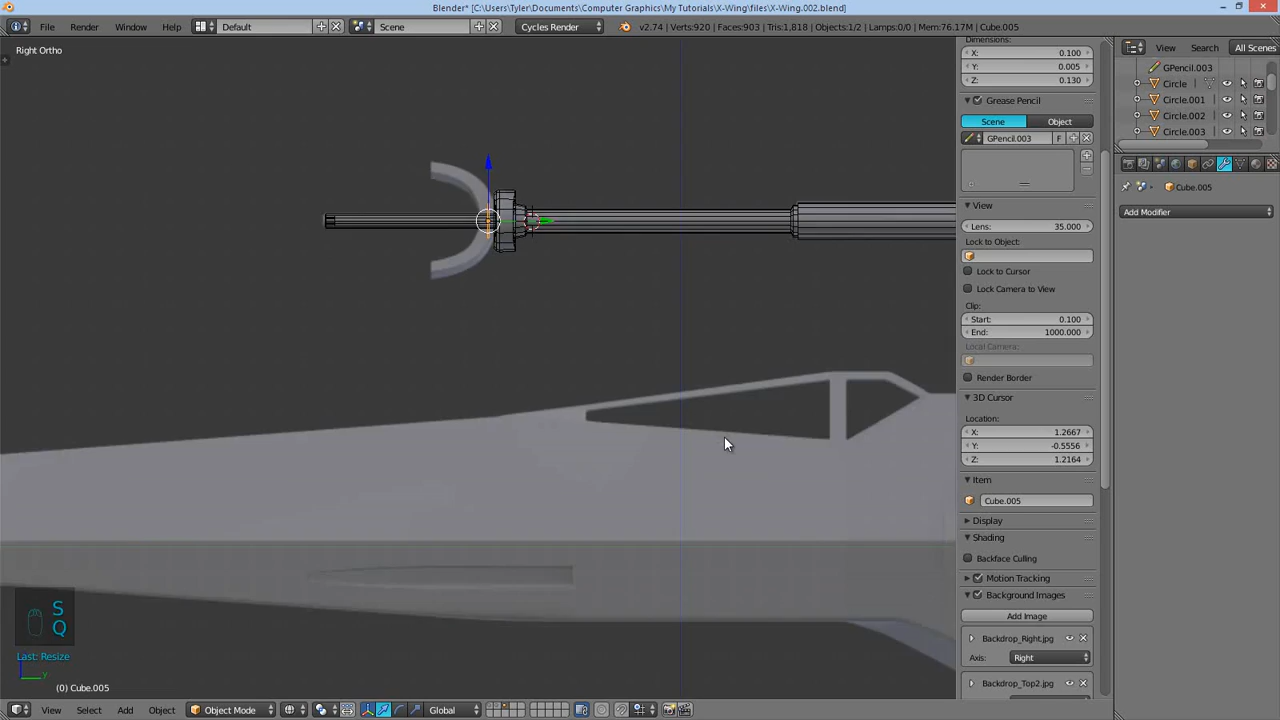 Blender* [C:\Users\Tyler\Documents\Computer Graphics\My Tutorials\X-Wing\files\X-Wing.002.blend]
File Render Window Help Default Scene Cycles Render v2.74 | Verts:920 | Faces:903 | Tris:1,818 | Objects:1/2 | Lamps:0/0 | Mem:76.17M | Cube.005
Right Ortho
Dimensions:
X: 0.100
Y: 0.005
Z: 0.130
Grease Pencil
Scene Object
GPencil.003 F
View
Lens: 35.000
Lock to Object:
Lock to Cursor
Lock Camera to View
Clip:
Start: 0.100
End: 1000.000
Local Camera:
Render Border
3D Cursor
Location:
X: 1.2667
Y: -0.5556
Z: 1.2164
Item
Cube.005
Display
Shading
Backface Culling
Motion Tracking
Background Images
Add Image
Backdrop_Right.jpg
Axis: Right
Backdrop_Top2.jpg
View Search All Scenes
GPencil.003
Circle
Circle.001
Circle.002
Circle.003
Cube.005
Add Modifier
S
Q
Last: Resize
z
y
(0) Cube.005
View Select Add Object Object Mode Global